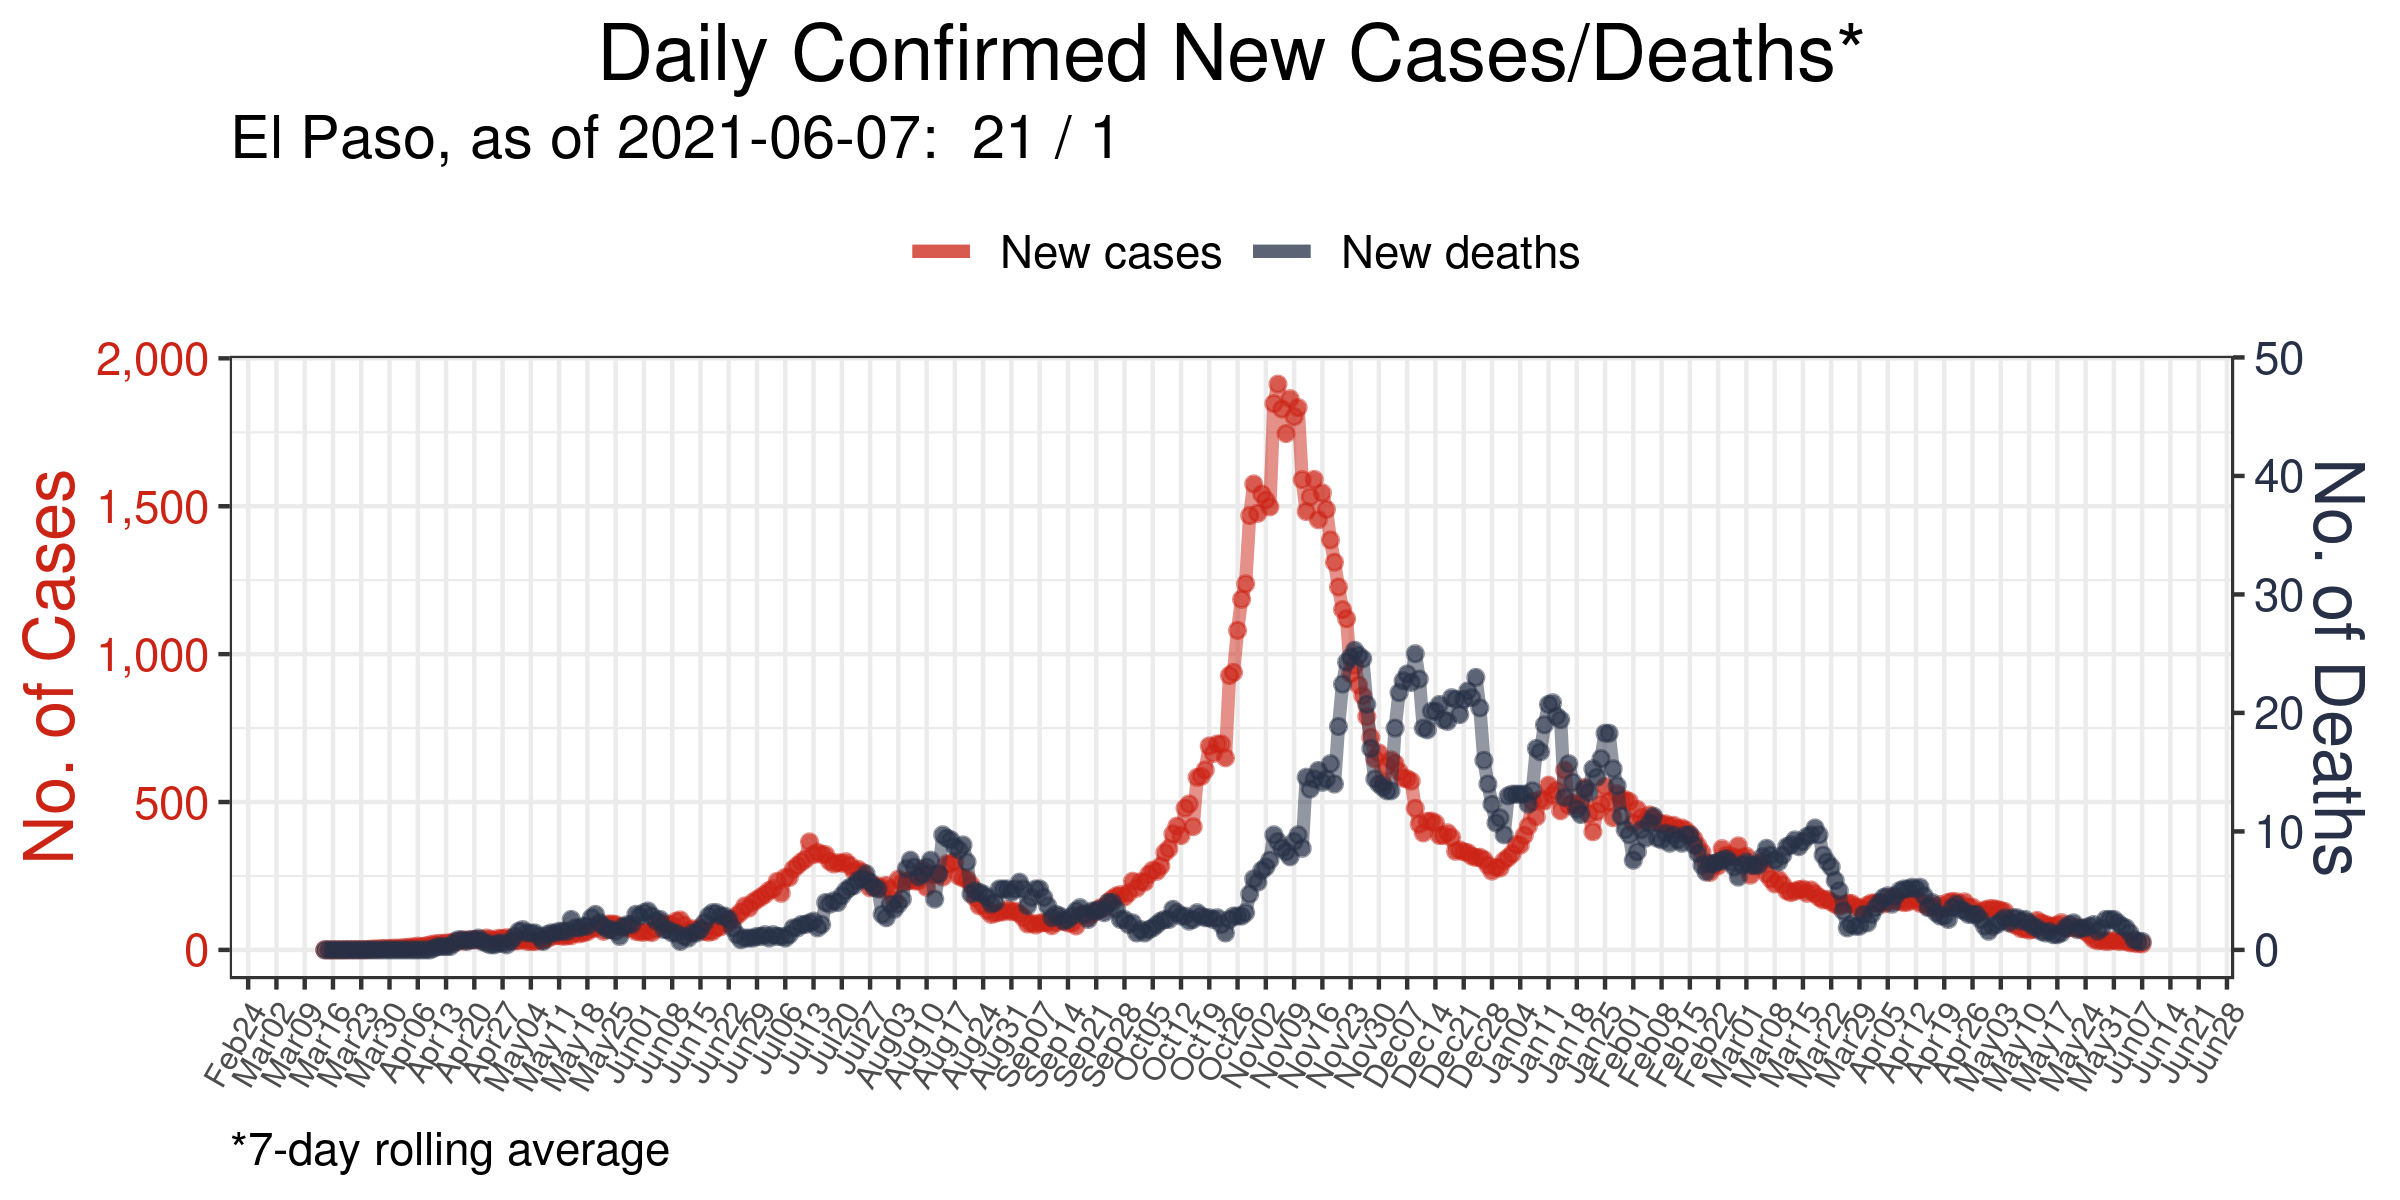 Daily Confirmed New Cases/Deaths*
El Paso, as of 2021-06-07:  21 / 1
New cases New deaths
No. of Cases
2,000
1,500
1,000
500
0
50
40
30
20
10
0
No. of Deaths
Feb24 Mar02 Mar09 Mar16 Mar23 Mar30 Apr06 Apr13 Apr20 Apr27 May04 May11 May18 May25 Jun01 Jun08 Jun15 Jun22 Jun29 Jul06 Jul13 Jul20 Jul27 Aug03 Aug10 Aug17 Aug24 Aug31 Sep07 Sep14 Sep21 Sep28 Oct05 Oct12 Oct19 Oct26 Nov02 Nov09 Nov16 Nov23 Nov30 Dec07 Dec14 Dec21 Dec28 Jan04 Jan11 Jan18 Jan25 Feb01 Feb08 Feb15 Feb22 Mar01 Mar08 Mar15 Mar22 Mar29 Apr05 Apr12 Apr19 Apr26 May03 May10 May17 May24 May31 Jun07 Jun14 Jun21 Jun28
*7-day rolling average